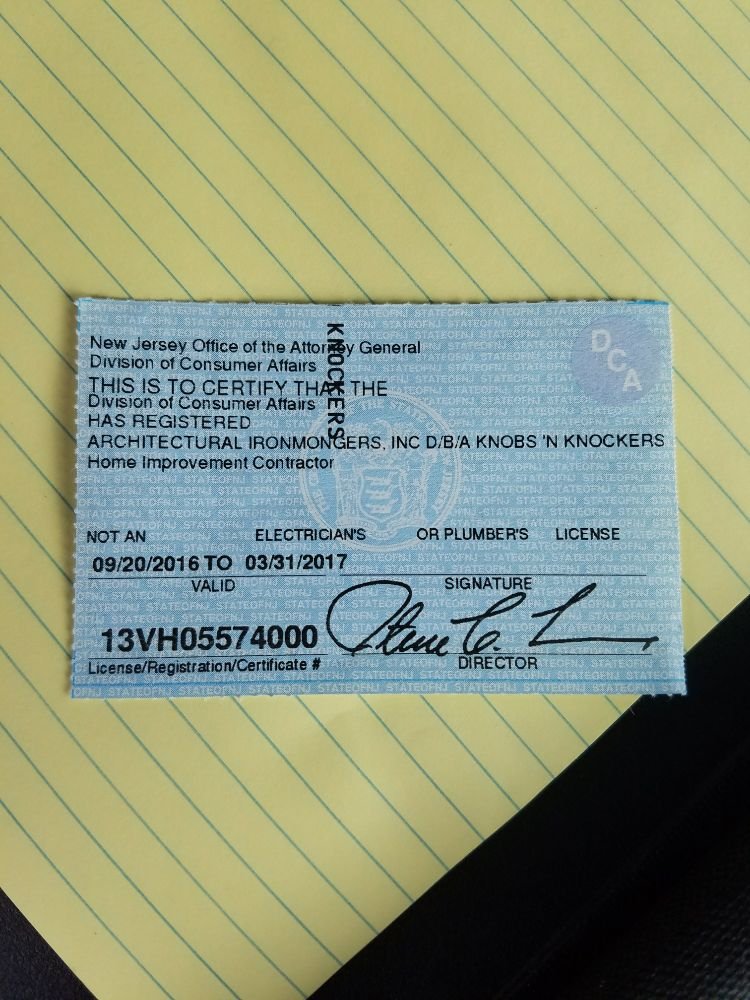 New Jersey Office of the Attorney General
Division of Consumer Affairs
THIS IS TO CERTIFY THAT THE
Division of Consumer Affairs
HAS REGISTERED
ARCHITECTURAL IRONMONGERS, INC D/B/A KNOBS 'N KNOCKERS
Home Improvement Contractor
KNOCKERS
DCA
NOT AN ELECTRICIAN'S OR PLUMBER'S LICENSE
09/20/2016 TO 03/31/2017
VALID
SIGNATURE
13VH05574000
License/Registration/Certificate #
DIRECTOR